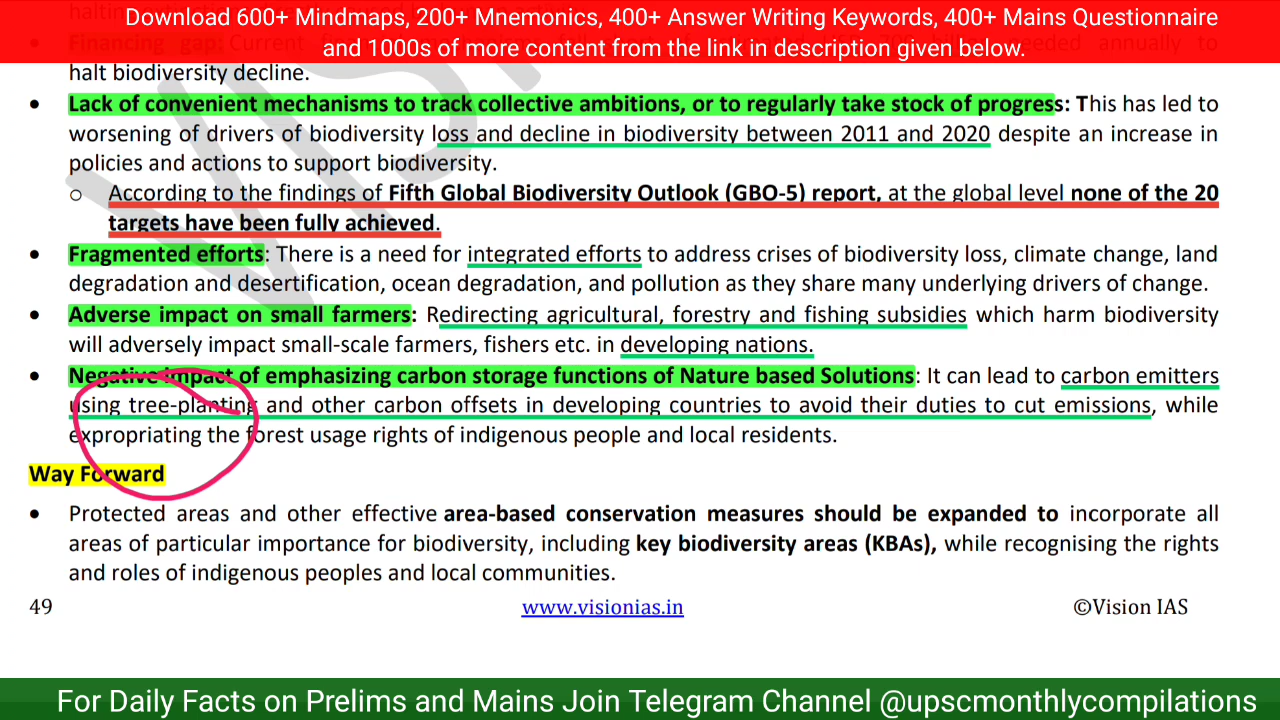 Download 600+ Mindmaps, 200+ Mnemonics, 400+ Answer Writing Keywords, 400+ Mains Questionnaire
and 1000s of more content from the link in description given below.
Financing gap: Current
halt biodiversity decline.
• Lack of convenient mechanisms to track collective ambitions, or to regularly take stock of progress: This has led to
worsening of drivers of biodiversity loss and decline in biodiversity between 2011 and 2020 despite an increase in
policies and actions to support biodiversity.
o According to the findings of Fifth Global Biodiversity Outlook (GBO-5) report, at the global level none of the 20
targets have been fully achieved.
• Fragmented efforts: There is a need for integrated efforts to address crises of biodiversity loss, climate change, land
degradation and desertification, ocean degradation, and pollution as they share many underlying drivers of change.
• Adverse impact on small farmers: Redirecting agricultural, forestry and fishing subsidies which harm biodiversity
will adversely impact small-scale farmers, fishers etc. in developing nations.
• Negative impact of emphasizing carbon storage functions of Nature based Solutions: It can lead to carbon emitters
using tree-planting and other carbon offsets in developing countries to avoid their duties to cut emissions, while
expropriating the forest usage rights of indigenous people and local residents.
Way Forward
• Protected areas and other effective area-based conservation measures should be expanded to incorporate all
areas of particular importance for biodiversity, including key biodiversity areas (KBAs), while recognising the rights
and roles of indigenous peoples and local communities.
49 www.visionias.in ©Vision IAS
For Daily Facts on Prelims and Mains Join Telegram Channel @upscmonthlycompilations